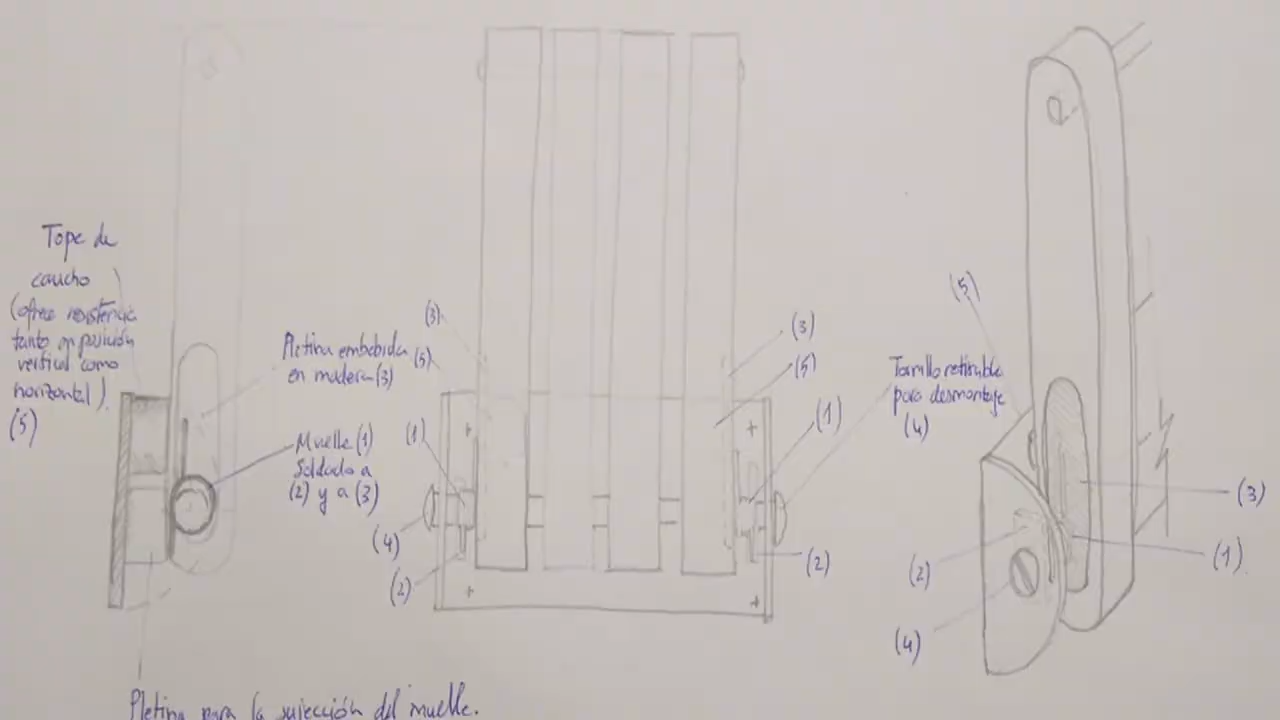 Tope de
caucho
(ofrece resistencia
tanto en posición
vertical como
horizontal).
(5)
Pletina embebida
en madera (3)
Muelle (1)
Soldado a
(2) y a (3)
(3)
(5)
(1)
(4)
(2)
(3)
(5)
(1)
(2)
Tornillo retirable
para desmontaje
(4)
(5)
(3)
(1)
(2)
(4)
Pletina para la sujección del muelle.